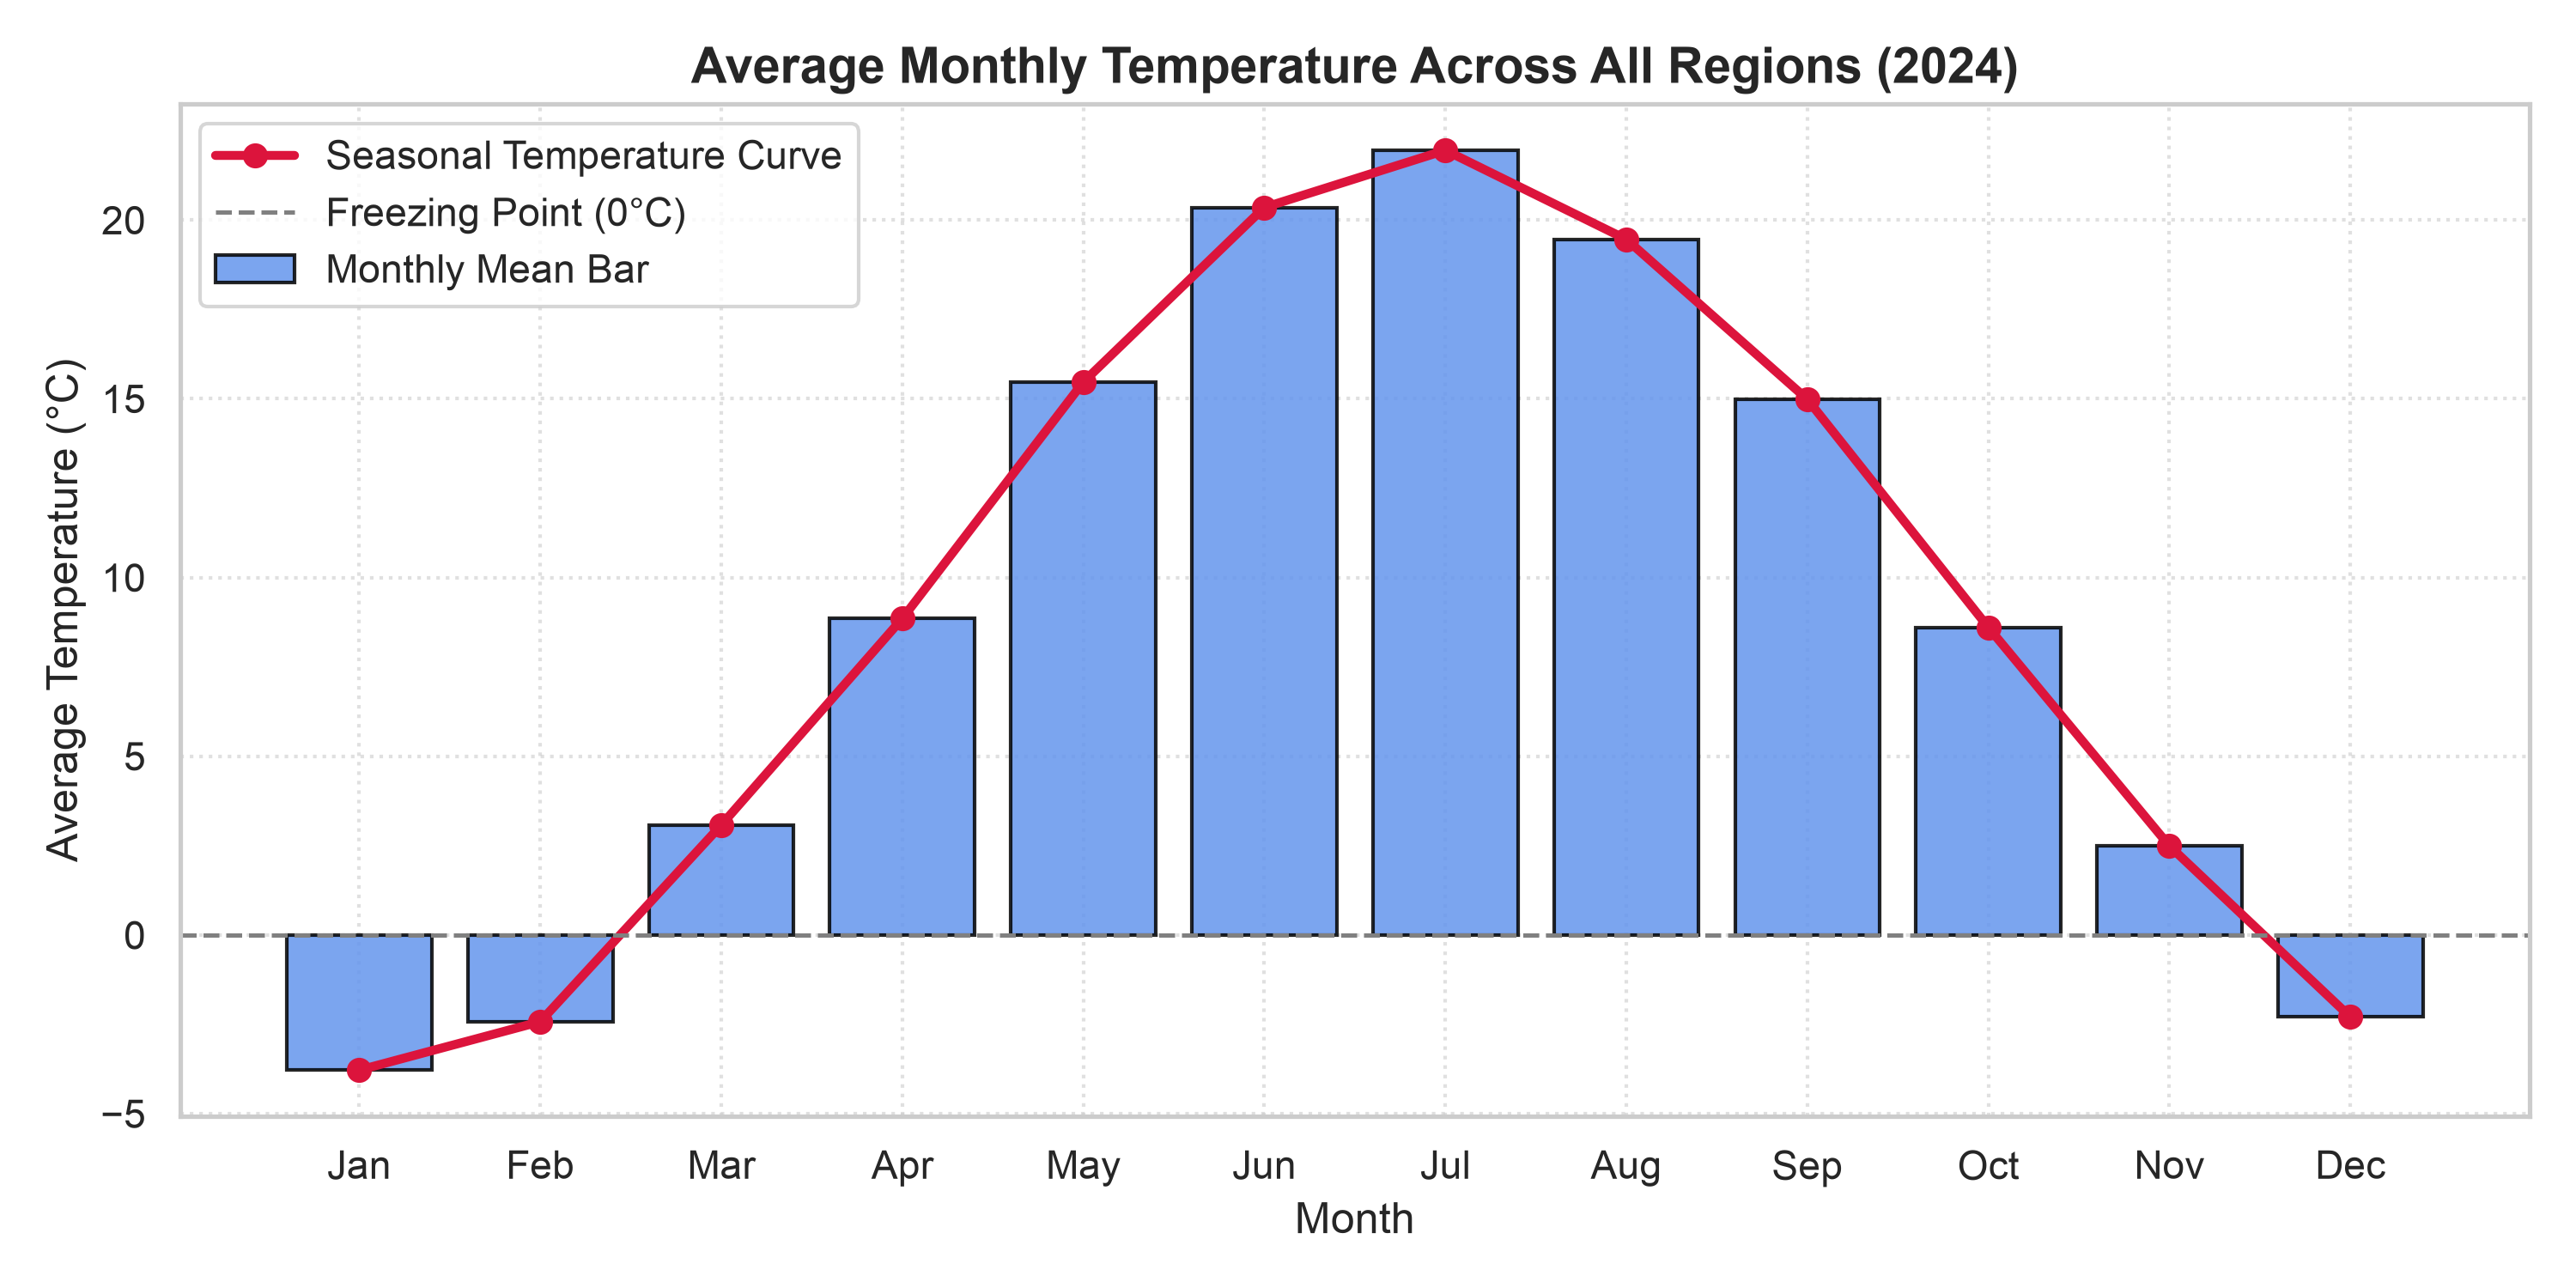 Average Monthly Temperature Across All Regions (2024)
Seasonal Temperature Curve
Freezing Point (0°C)
Monthly Mean Bar
Average Temperature (°C)
20
15
10
5
0
−5
Jan Feb Mar Apr May Jun Jul Aug Sep Oct Nov Dec
Month